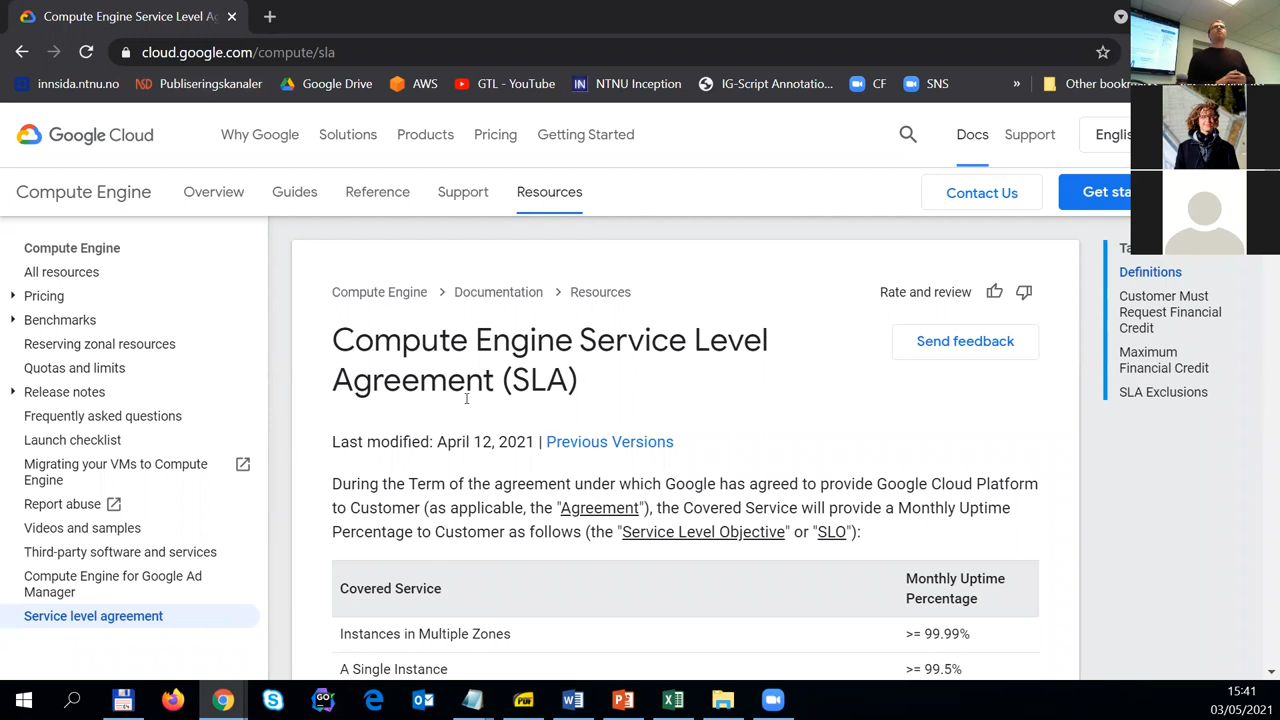 Compute Engine Service Level Ag
cloud.google.com/compute/sla
innsida.ntnu.no
Publiseringskanaler
Google Drive
AWS
GTL - YouTube
NTNU Inception
IG-Script Annotatio...
CF
SNS
»
Other bookm
Google Cloud
Why Google
Solutions
Products
Pricing
Getting Started
Docs
Support
Englis
Compute Engine
Overview
Guides
Reference
Support
Resources
Contact Us
Get sta
Compute Engine
All resources
Pricing
Benchmarks
Reserving zonal resources
Quotas and limits
Release notes
Frequently asked questions
Launch checklist
Migrating your VMs to Compute
Engine
Report abuse
Videos and samples
Third-party software and services
Compute Engine for Google Ad
Manager
Service level agreement
Compute Engine > Documentation > Resources
Rate and review
Compute Engine Service Level
Agreement (SLA)
Send feedback
Last modified: April 12, 2021 | Previous Versions
During the Term of the agreement under which Google has agreed to provide Google Cloud Platform
to Customer (as applicable, the "Agreement"), the Covered Service will provide a Monthly Uptime
Percentage to Customer as follows (the "Service Level Objective" or "SLO"):
Covered Service
Monthly Uptime
Percentage
Instances in Multiple Zones
>= 99.99%
A Single Instance
>= 99.5%
Ta
Definitions
Customer Must
Request Financial
Credit
Maximum
Financial Credit
SLA Exclusions
15:41
03/05/2021